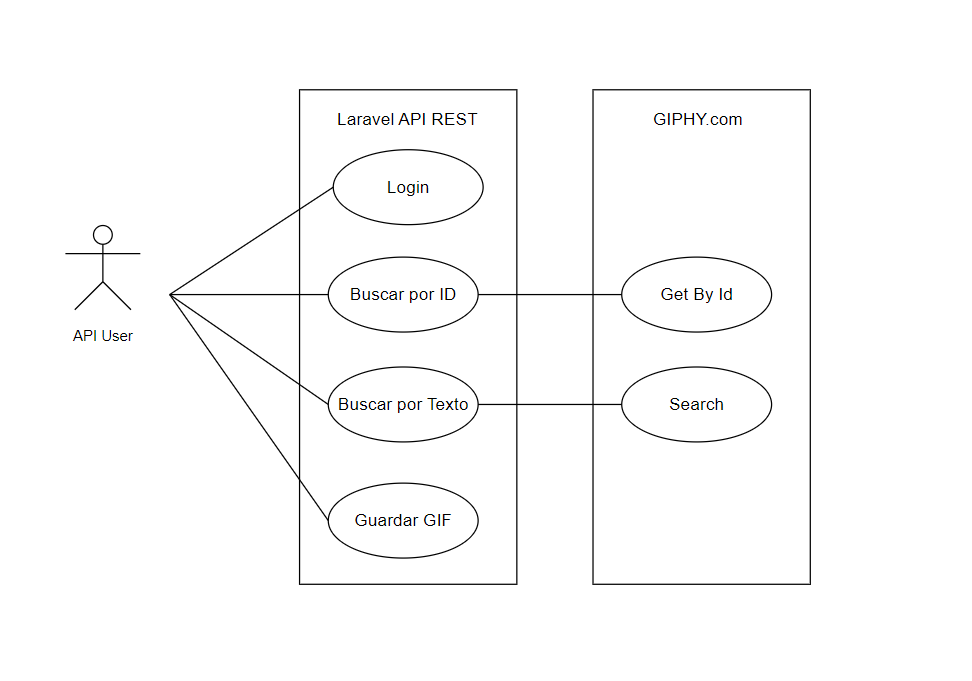 Laravel API REST
GIPHY.com
Login
Buscar por ID
Get By Id
API User
Buscar por Texto
Search
Guardar GIF